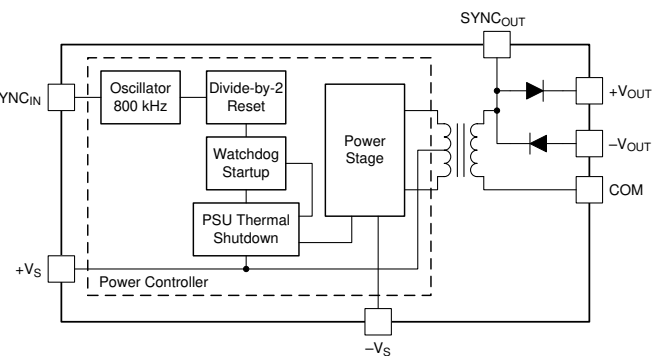 SYNCOUT
YNCIN
Oscillator
800 kHz
Divide-by-2
Reset
+VOUT
Watchdog
Startup
Power
Stage
–VOUT
COM
PSU Thermal
Shutdown
+VS
Power Controller
–VS